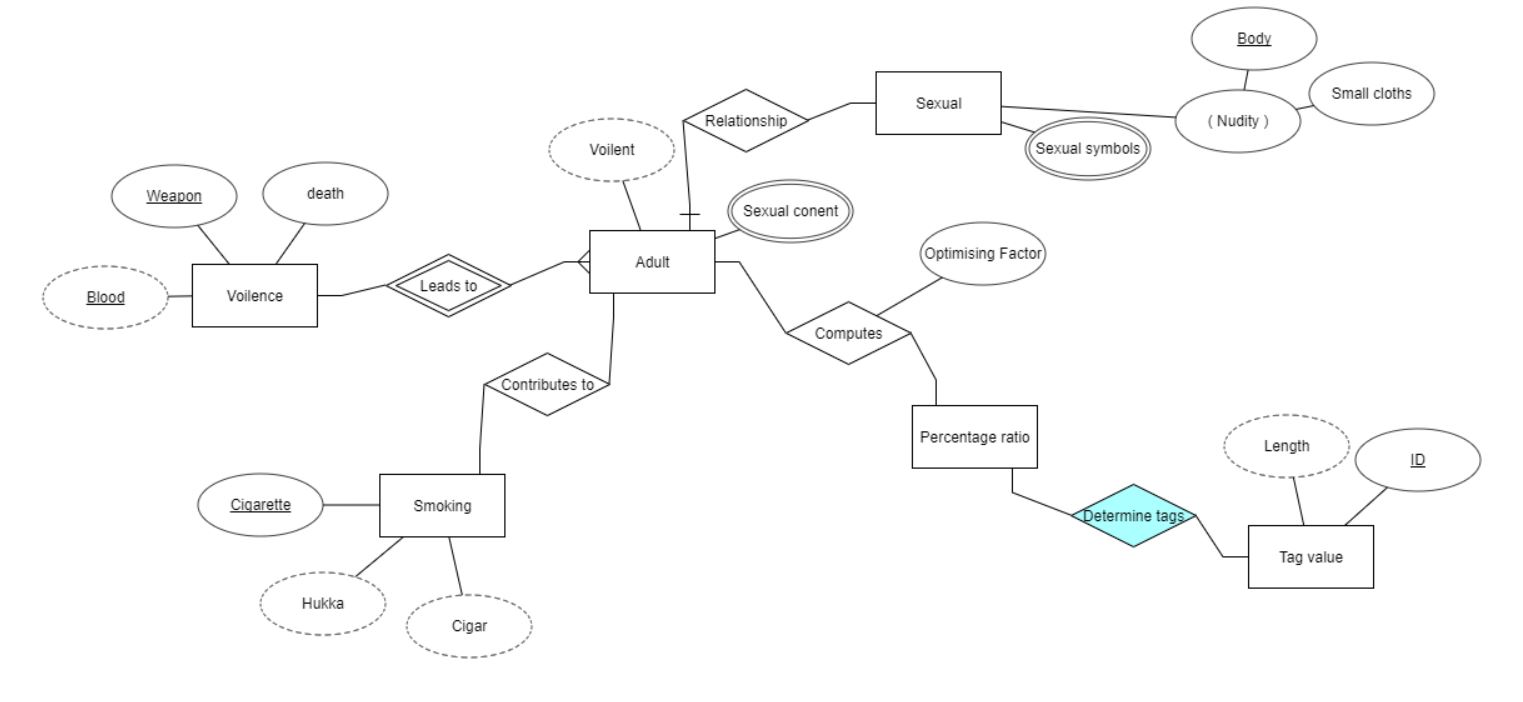 Body
Small cloths
Sexual
( Nudity )
Relationship
Sexual symbols
Voilent
Weapon
death
Sexual conent
Optimising Factor
Adult
Leads to
Blood
Voilence
Computes
Contributes to
Percentage ratio
Length
ID
Cigarette
Smoking
Determine tags
Tag value
Hukka
Cigar